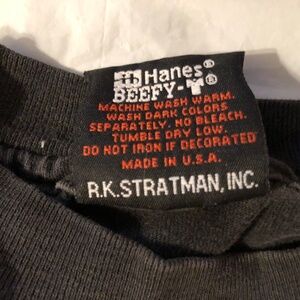 Hanes®
BEEFY-T®
MACHINE WASH WARM.
WASH DARK COLORS
SEPARATELY. NO BLEACH.
TUMBLE DRY LOW.
DO NOT IRON IF DECORATED
MADE IN U.S.A.
R.K. STRATMAN, INC.